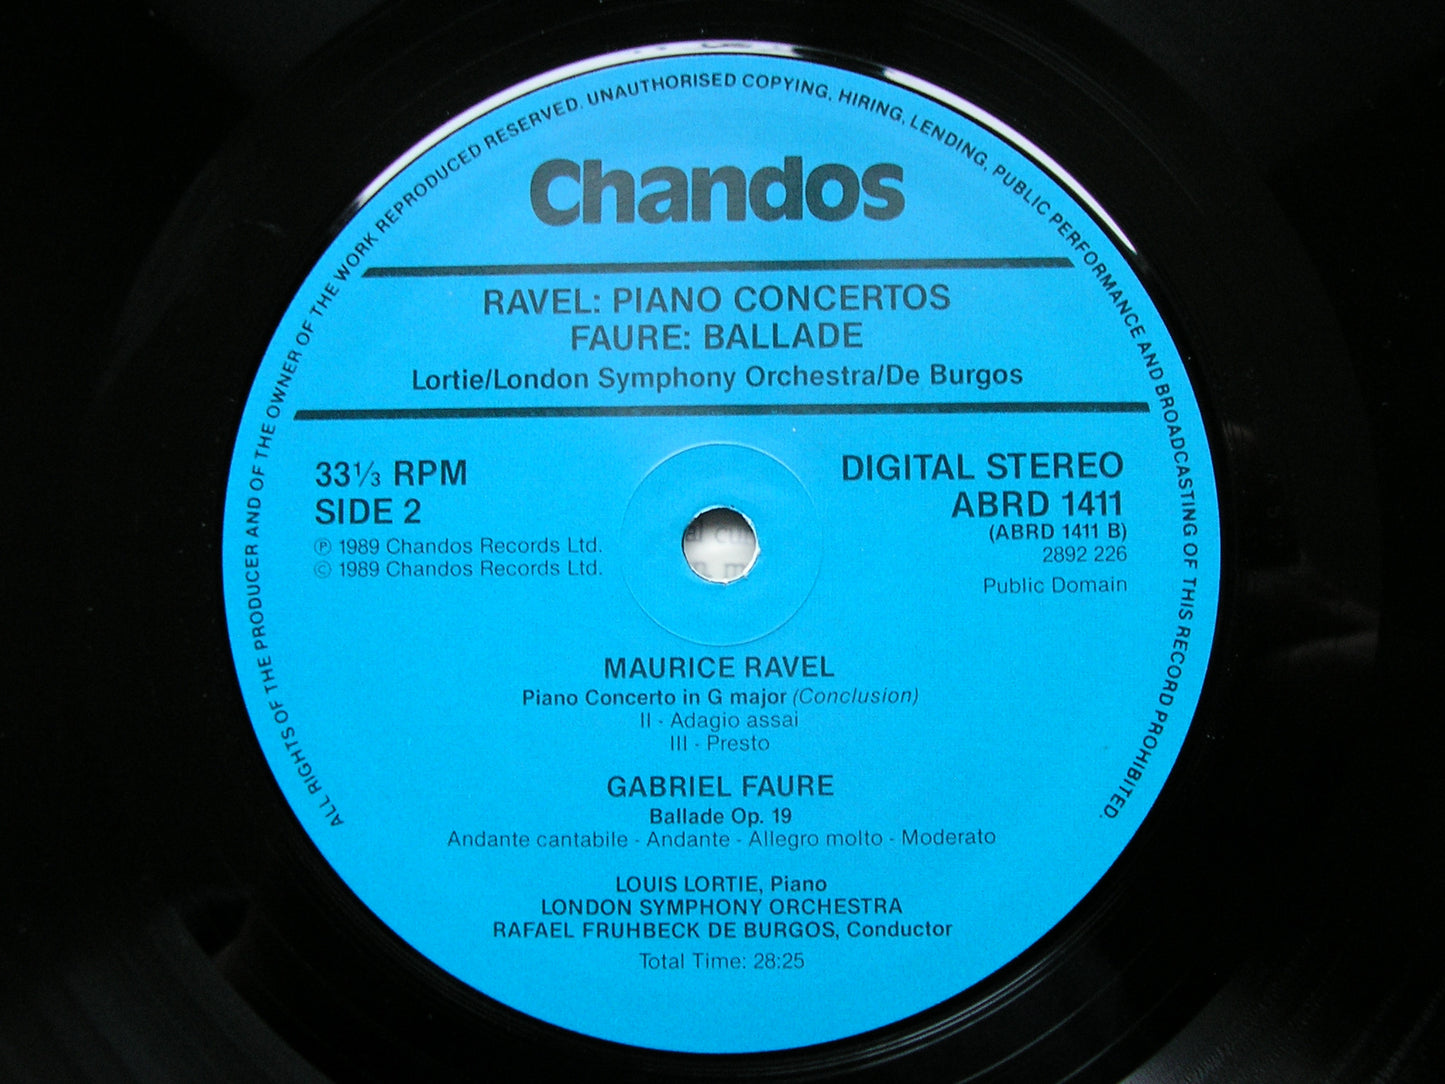 ALL RIGHTS OF THE PRODUCER AND OF THE OWNER OF THE WORK REPRODUCED RESERVED. UNAUTHORISED COPYING, HIRING, LENDING, PUBLIC PERFORMANCE AND BROADCASTING OF THIS RECORD PROHIBITED.
Chandos
RAVEL: PIANO CONCERTOS
FAURE: BALLADE
Lortie/London Symphony Orchestra/De Burgos
33⅓ RPM
SIDE 2
℗ 1989 Chandos Records Ltd.
© 1989 Chandos Records Ltd.
DIGITAL STEREO
ABRD 1411
(ABRD 1411 B)
2892 226
Public Domain
MAURICE RAVEL
Piano Concerto in G major (Conclusion)
II - Adagio assai
III - Presto
GABRIEL FAURE
Ballade Op. 19
Andante cantabile - Andante - Allegro molto - Moderato
LOUIS LORTIE, Piano
LONDON SYMPHONY ORCHESTRA
RAFAEL FRUHBECK DE BURGOS, Conductor
Total Time: 28:25